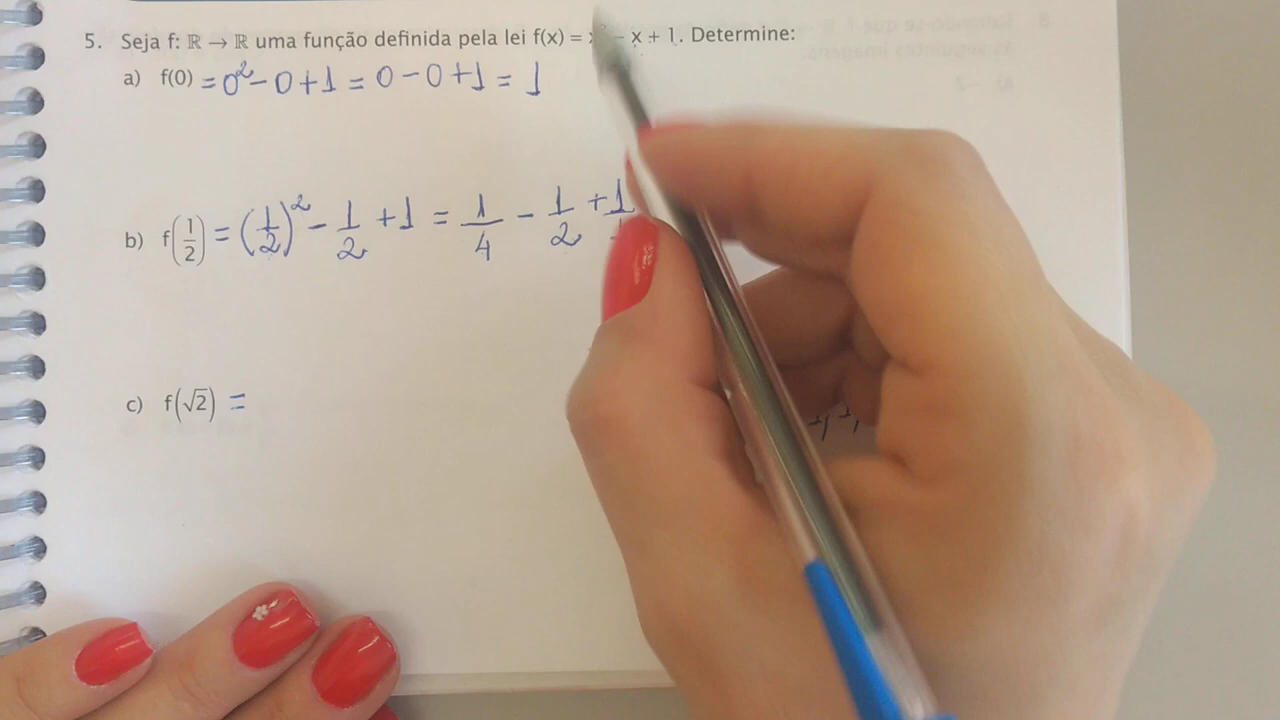 5. Seja f: ℝ → ℝ uma função definida pela lei f(x) = x² – x + 1. Determine:
a) f(0) = 0² – 0 + 1 = 0 – 0 + 1 = 1
b) f(1/2) = (1/2)² – 1/2 + 1 = 1/4 – 1/2 + 1
c) f(√2) =